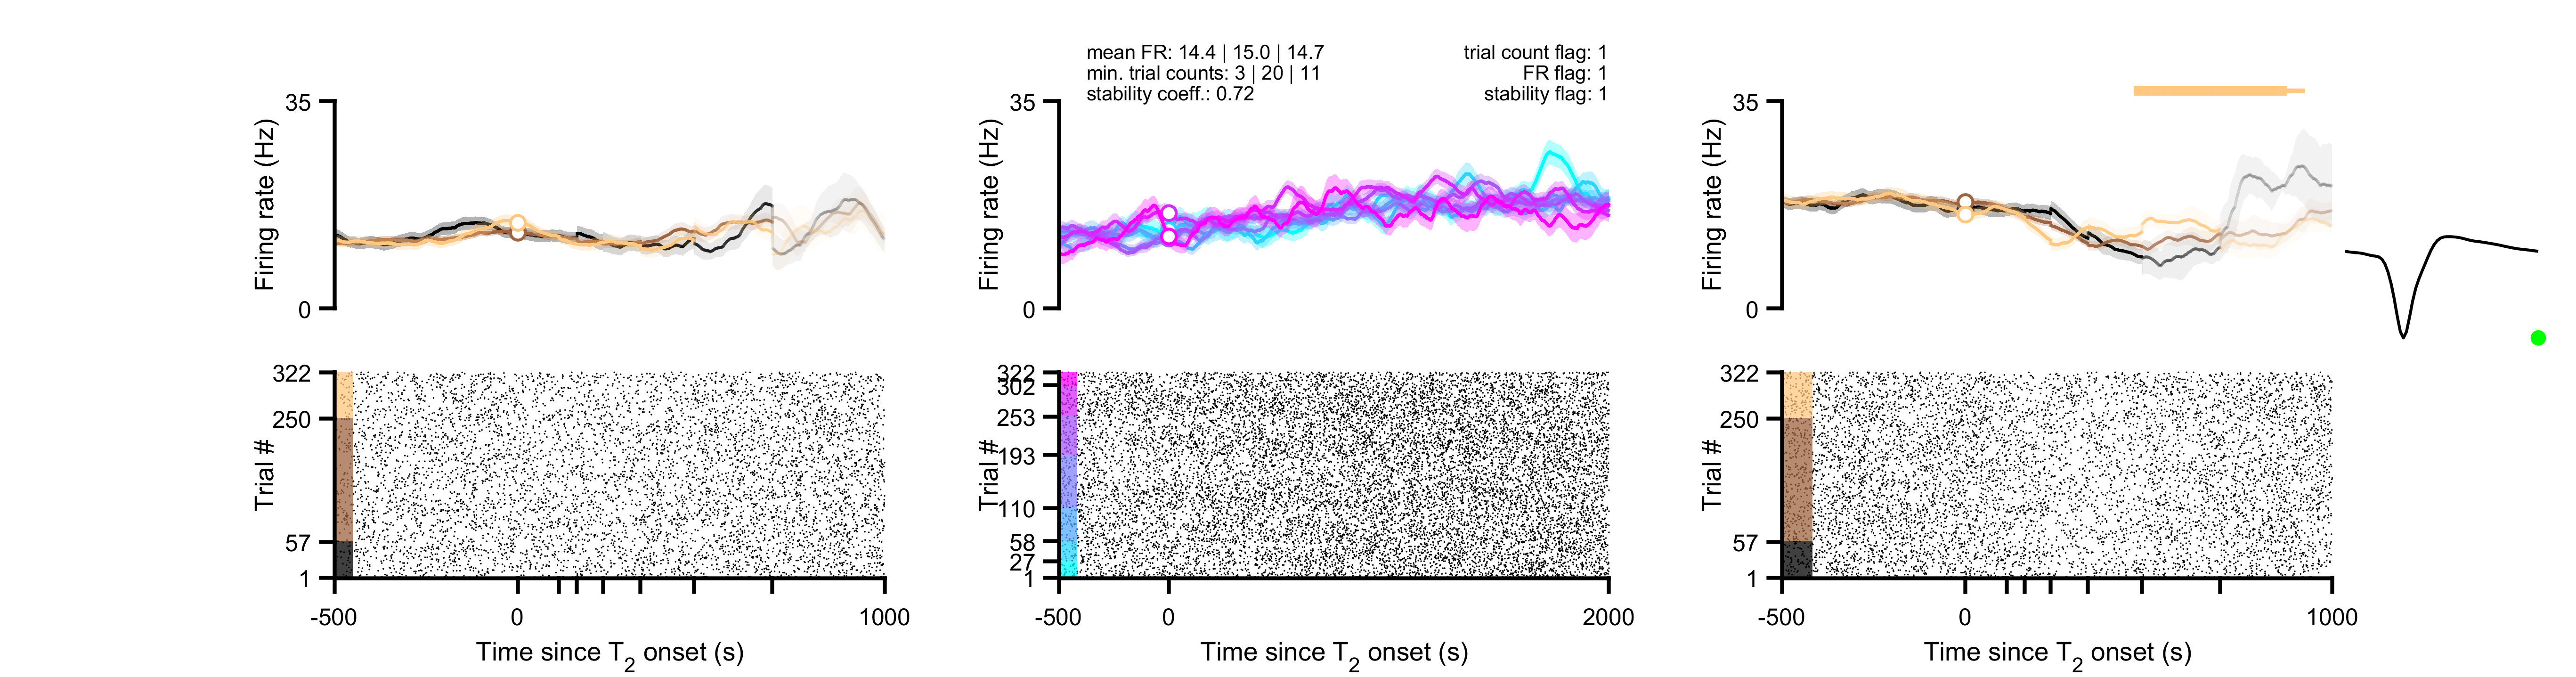 mean FR: 14.4 | 15.0 | 14.7
min. trial counts: 3 | 20 | 11
stability coeff.: 0.72
trial count flag: 1
FR flag: 1
stability flag: 1
35
0
Firing rate (Hz)
35
0
Firing rate (Hz)
35
0
Firing rate (Hz)
322
250
57
1
Trial #
-500
0
1000
Time since T2 onset (s)
322
302
253
193
110
58
27
1
Trial #
-500
0
2000
Time since T2 onset (s)
322
250
57
1
Trial #
-500
0
1000
Time since T2 onset (s)